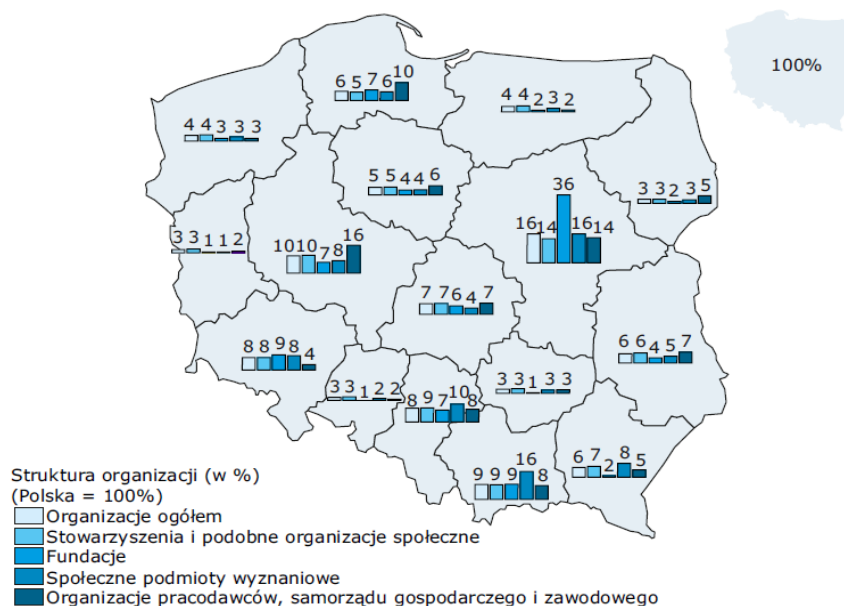 100%
6 5 7 6 10
4 4 2 3 2
4 4 3 3 3
5 5 4 4 6
36
16 14 16 14
3 3 2 3 5
3 3 1 1 2
10 10 7 8 16
7 7 6 4 7
8 8 9 8 4
6 6 4 5 7
3 3 1 2 2
8 9 7 10 8
3 3 1 3 3
9 9 9 16 8
6 7 2 8 5
Struktura organizacji (w %)
(Polska = 100%)
Organizacje ogółem
Stowarzyszenia i podobne organizacje społeczne
Fundacje
Społeczne podmioty wyznaniowe
Organizacje pracodawców, samorządu gospodarczego i zawodowego